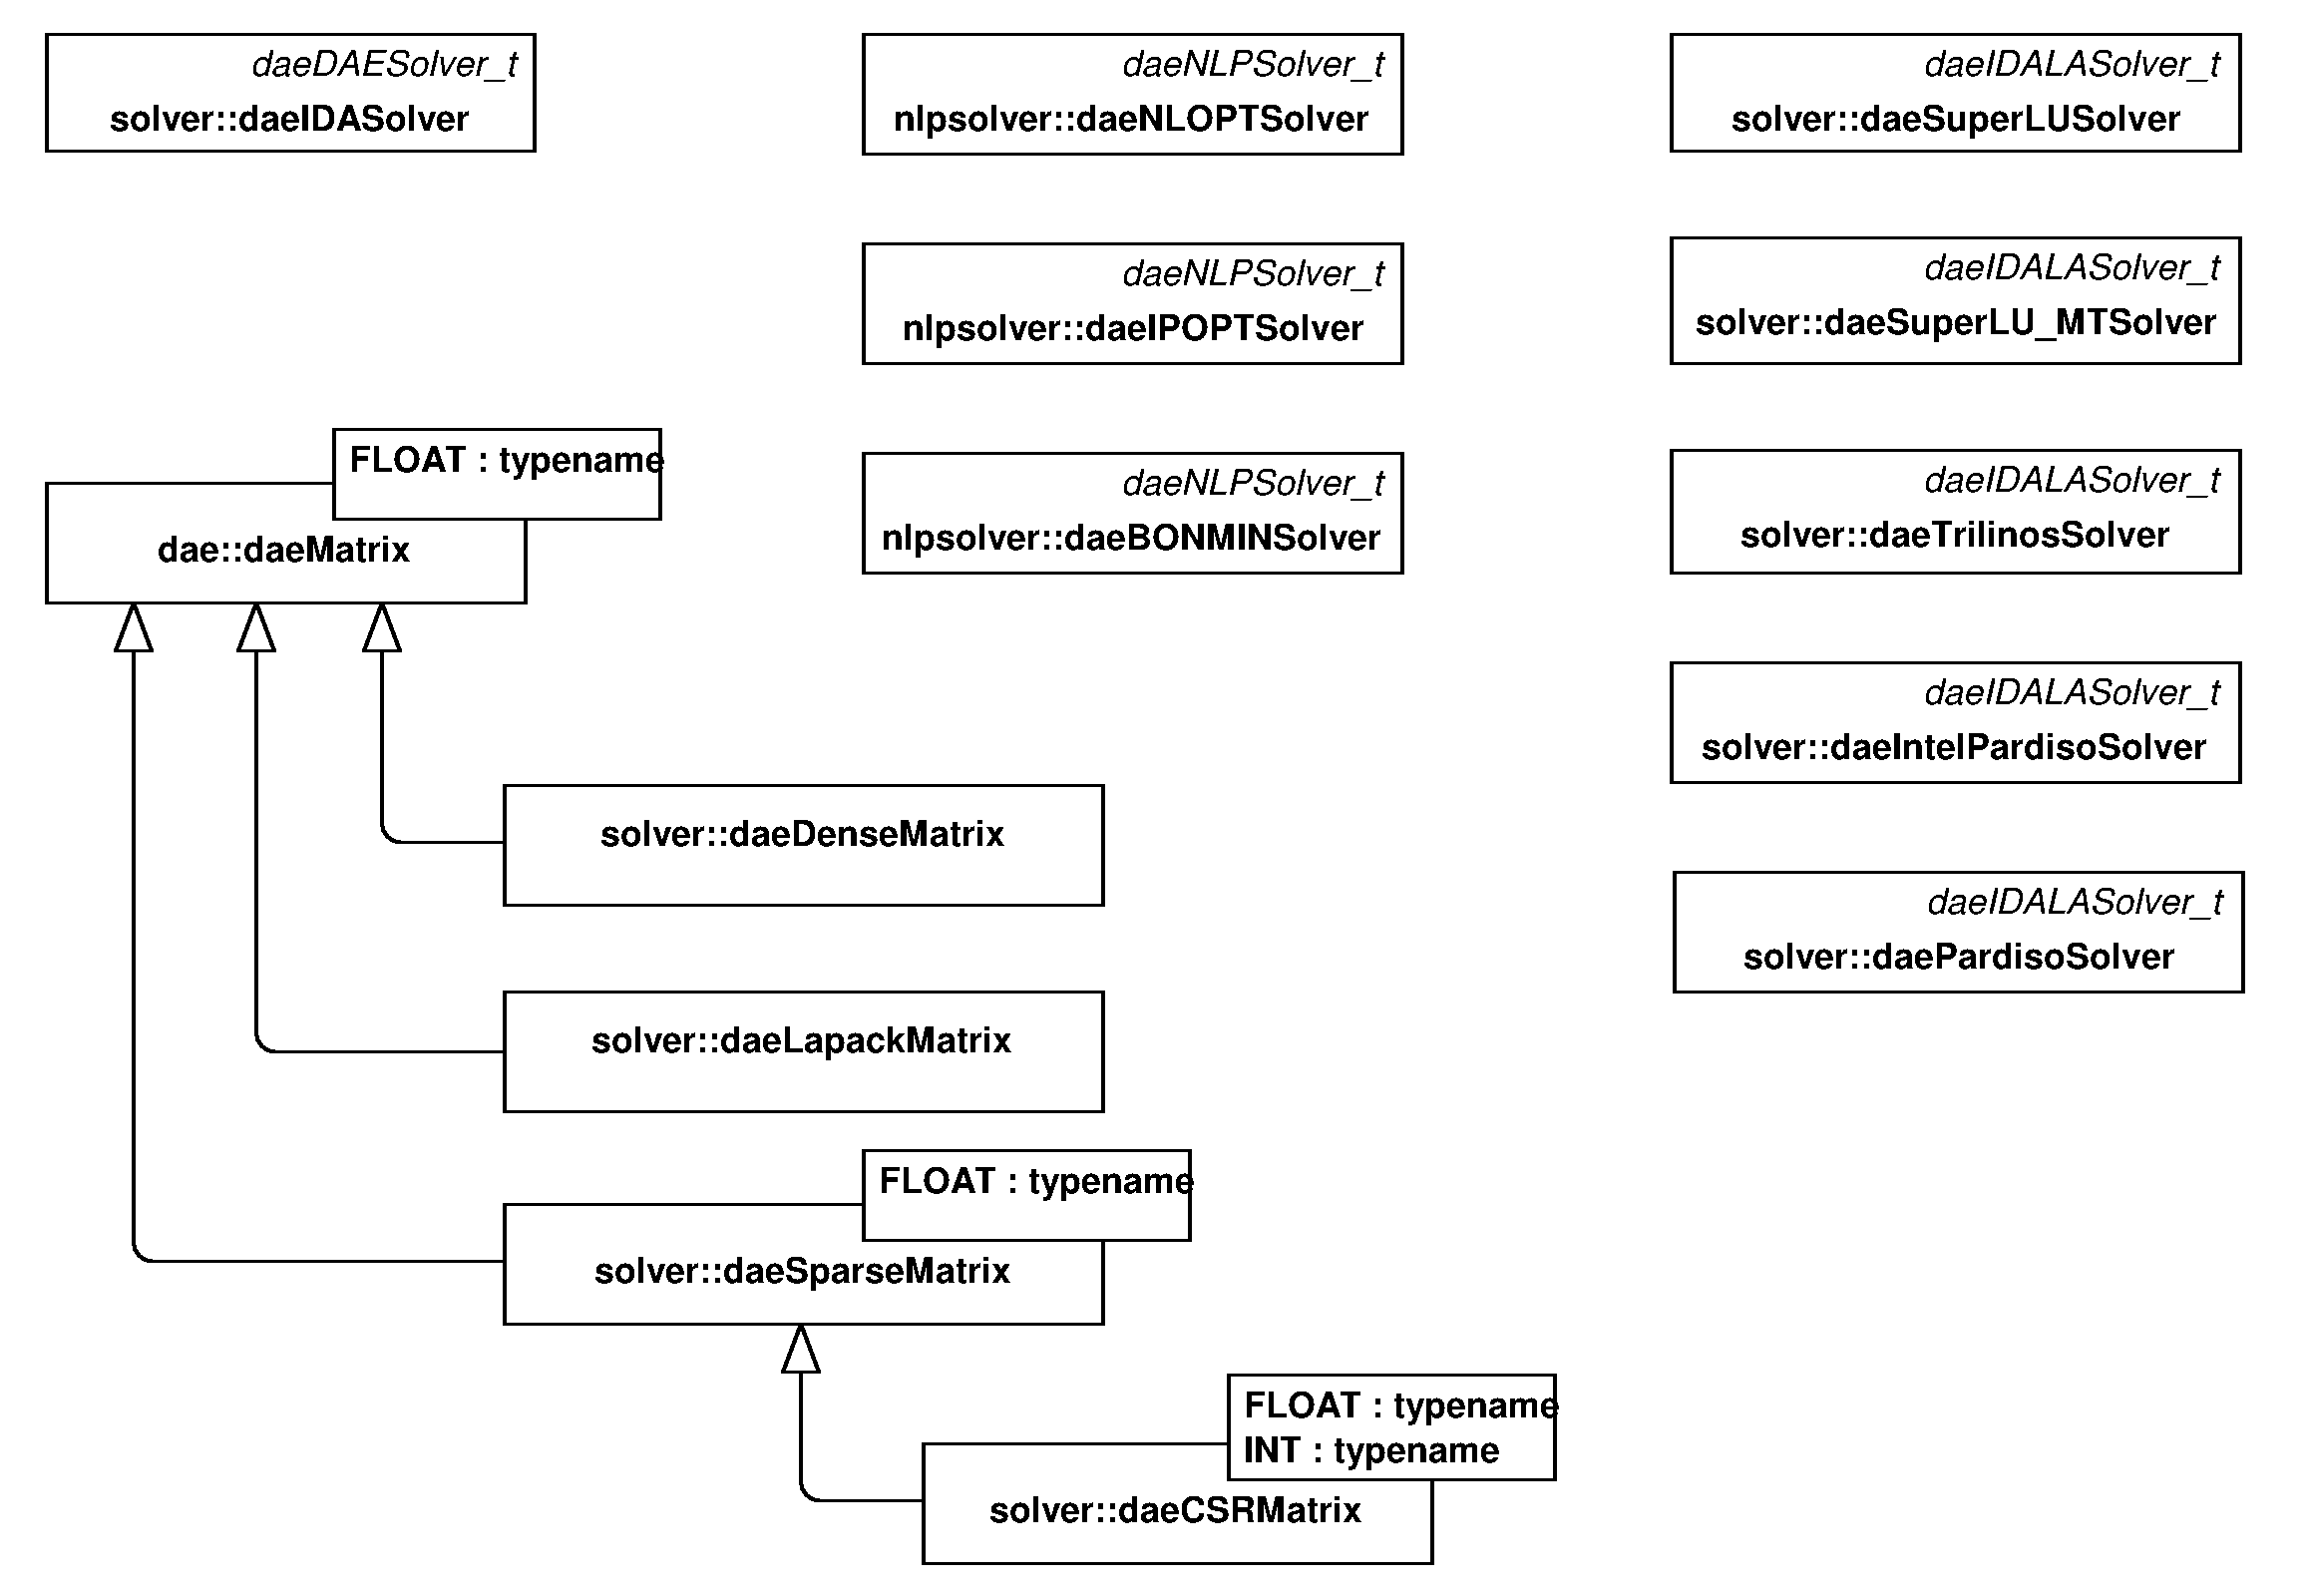 daeDAESolver_t
solver::daeIDASolver
daeNLPSolver_t
nlpsolver::daeNLOPTSolver
daeIDALASolver_t
solver::daeSuperLUSolver
daeNLPSolver_t
nlpsolver::daeIPOPTSolver
daeIDALASolver_t
solver::daeSuperLU_MTSolver
FLOAT : typename
dae::daeMatrix
daeNLPSolver_t
nlpsolver::daeBONMINSolver
daeIDALASolver_t
solver::daeTrilinosSolver
daeIDALASolver_t
solver::daeIntelPardisoSolver
solver::daeDenseMatrix
daeIDALASolver_t
solver::daePardisoSolver
solver::daeLapackMatrix
FLOAT : typename
solver::daeSparseMatrix
FLOAT : typename
INT : typename
solver::daeCSRMatrix